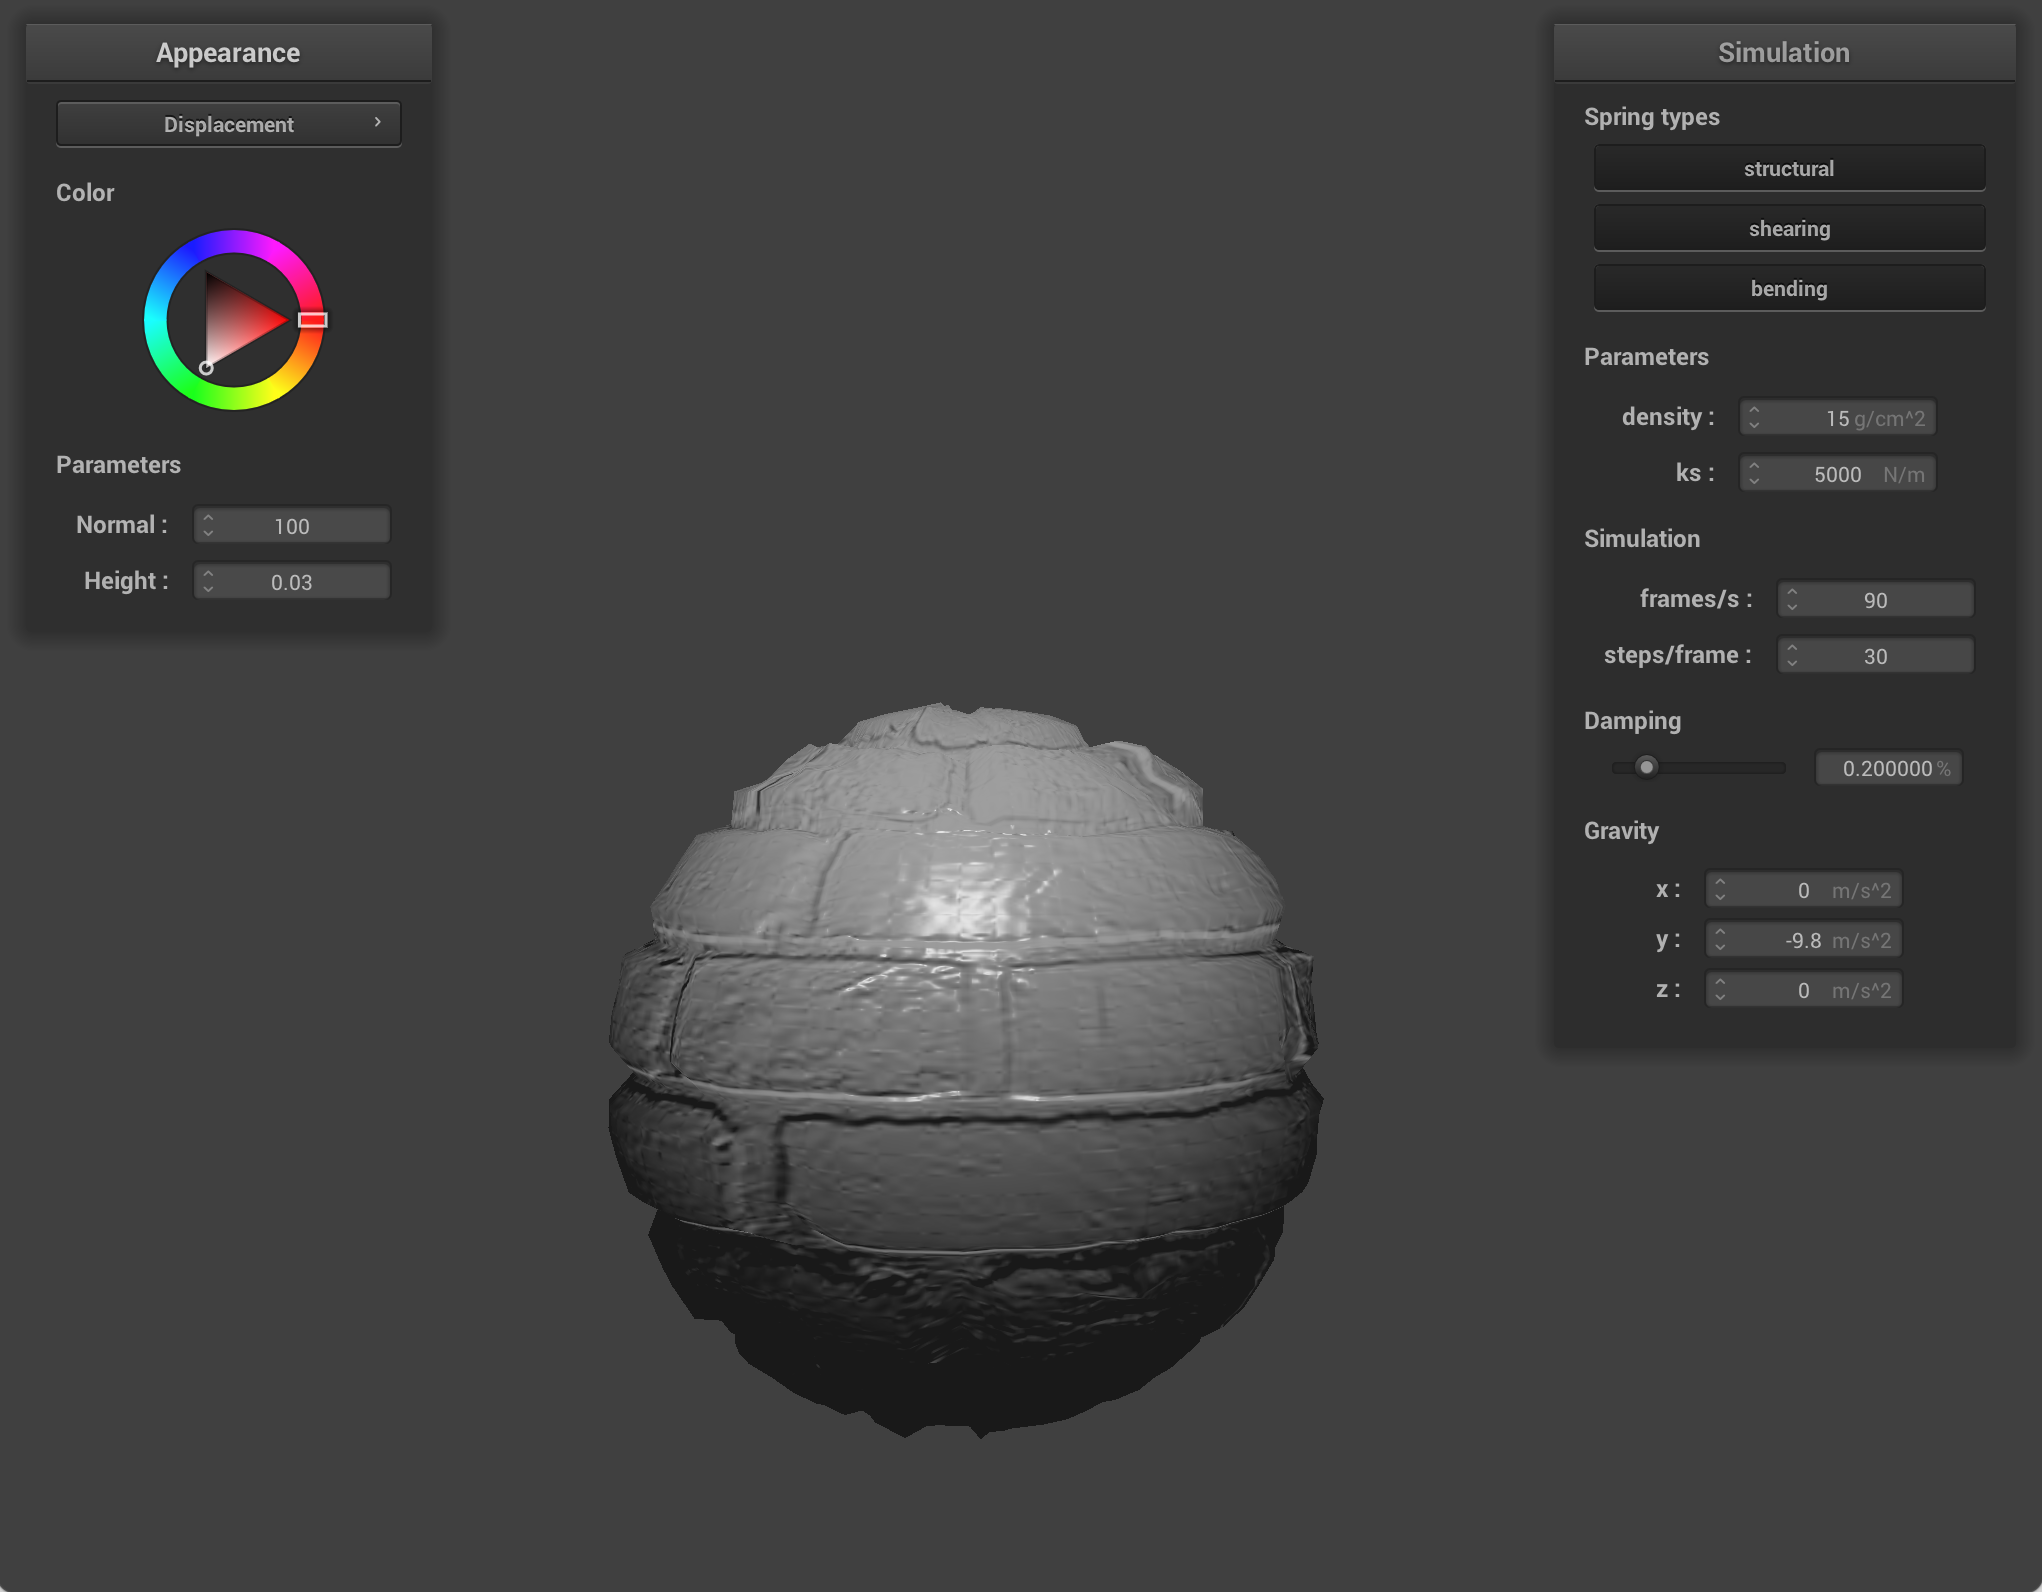 Appearance
Displacement
Color
Parameters
Normal : 100
Height : 0.03
Simulation
Spring types
structural
shearing
bending
Parameters
density : 15 g/cm^2
ks : 5000 N/m
Simulation
frames/s : 90
steps/frame : 30
Damping
0.200000 %
Gravity
x : 0 m/s^2
y : -9.8 m/s^2
z : 0 m/s^2